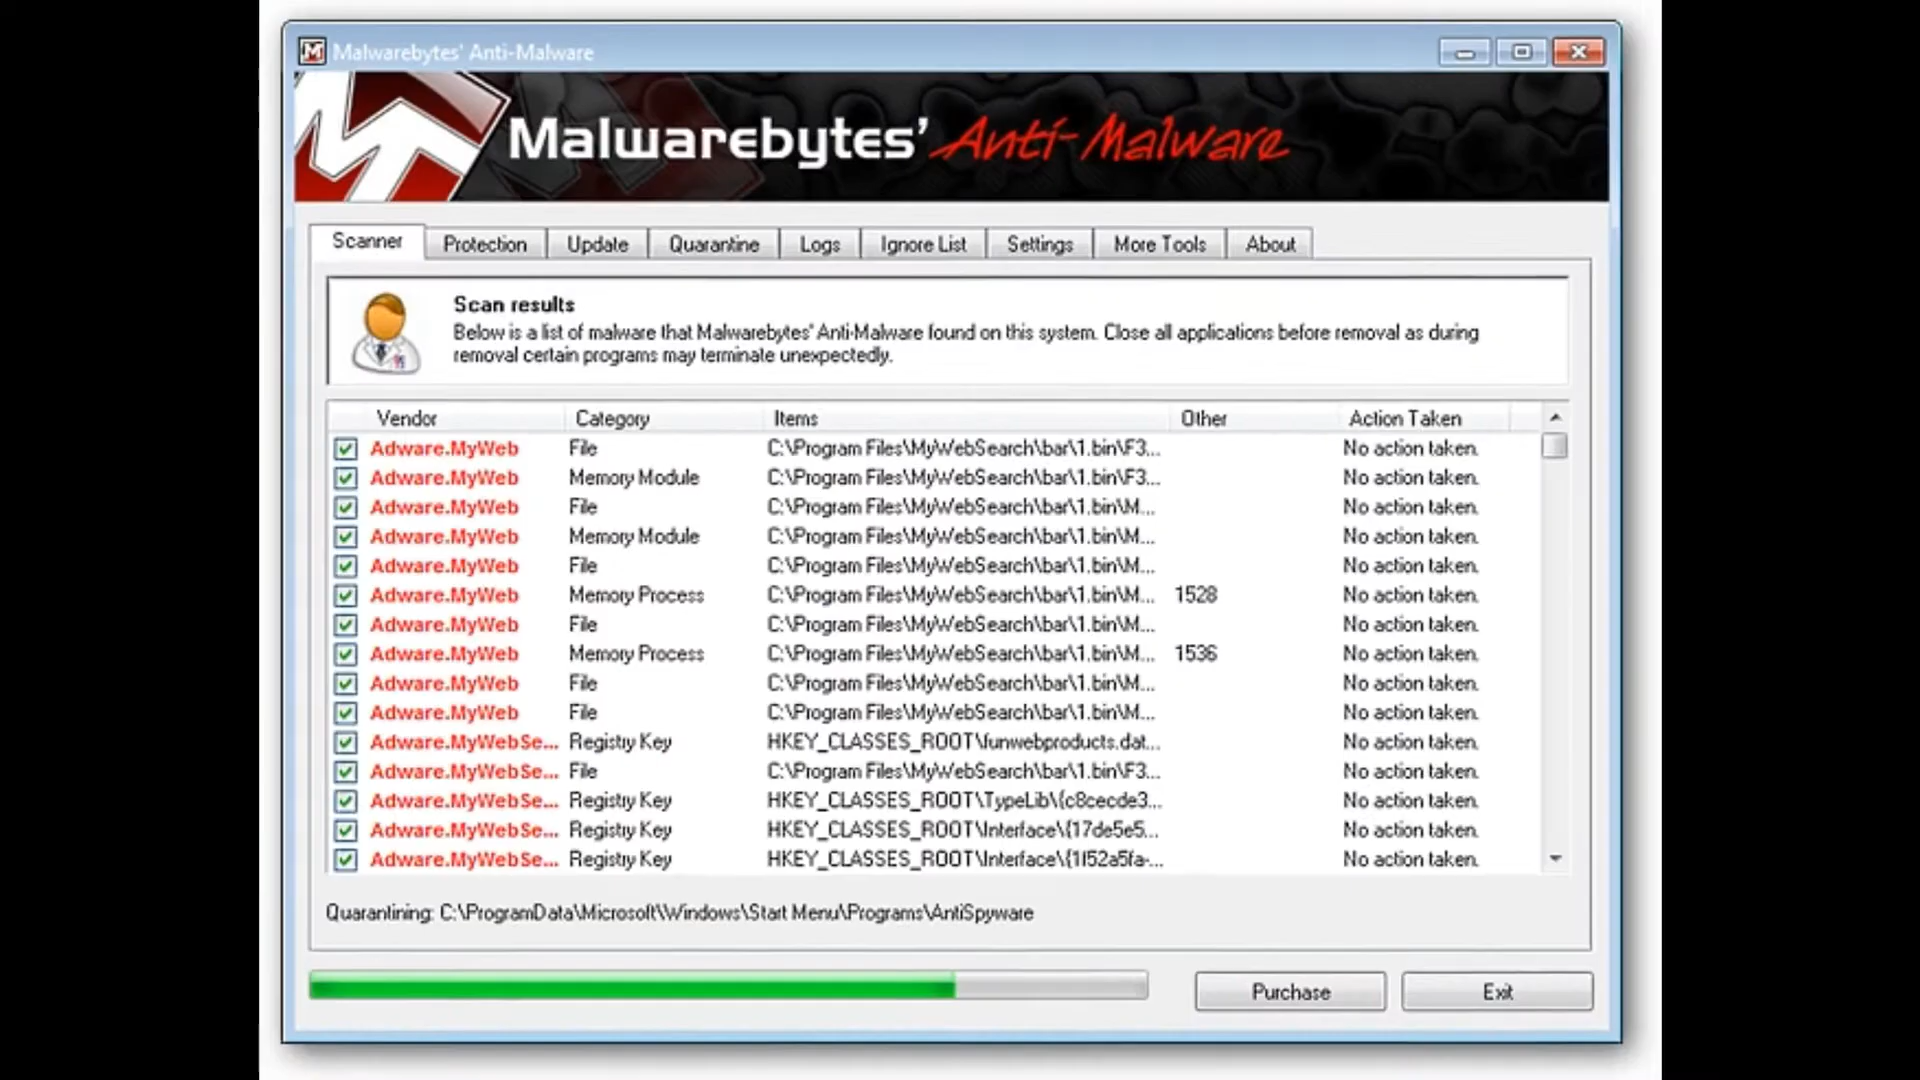 Malwarebytes' Anti-Malware
Malwarebytes' Anti-Malware
Scanner Protection Update Quarantine Logs Ignore List Settings More Tools About
Scan results
Below is a list of malware that Malwarebytes' Anti-Malware found on this system. Close all applications before removal as during
removal certain programs may terminate unexpectedly.
Vendor Category Items Other Action Taken
Adware.MyWeb File C:\Program Files\MyWebSearch\bar\1.bin\F3... No action taken.
Adware.MyWeb Memory Module C:\Program Files\MyWebSearch\bar\1.bin\F3... No action taken.
Adware.MyWeb File C:\Program Files\MyWebSearch\bar\1.bin\M... No action taken.
Adware.MyWeb Memory Module C:\Program Files\MyWebSearch\bar\1.bin\M... No action taken.
Adware.MyWeb File C:\Program Files\MyWebSearch\bar\1.bin\M... No action taken.
Adware.MyWeb Memory Process C:\Program Files\MyWebSearch\bar\1.bin\M... 1528 No action taken.
Adware.MyWeb File C:\Program Files\MyWebSearch\bar\1.bin\M... No action taken.
Adware.MyWeb Memory Process C:\Program Files\MyWebSearch\bar\1.bin\M... 1536 No action taken.
Adware.MyWeb File C:\Program Files\MyWebSearch\bar\1.bin\M... No action taken.
Adware.MyWeb File C:\Program Files\MyWebSearch\bar\1.bin\M... No action taken.
Adware.MyWebSe... Registry Key HKEY_CLASSES_ROOT\funwebproducts.dat... No action taken.
Adware.MyWebSe... File C:\Program Files\MyWebSearch\bar\1.bin\F3... No action taken.
Adware.MyWebSe... Registry Key HKEY_CLASSES_ROOT\TypeLib\{c8cecde3... No action taken.
Adware.MyWebSe... Registry Key HKEY_CLASSES_ROOT\Interface\{17de5e5... No action taken.
Adware.MyWebSe... Registry Key HKEY_CLASSES_ROOT\Interface\{1f52a5fa-... No action taken.
Quarantining: C:\ProgramData\Microsoft\Windows\Start Menu\Programs\AntiSpyware
Purchase Exit